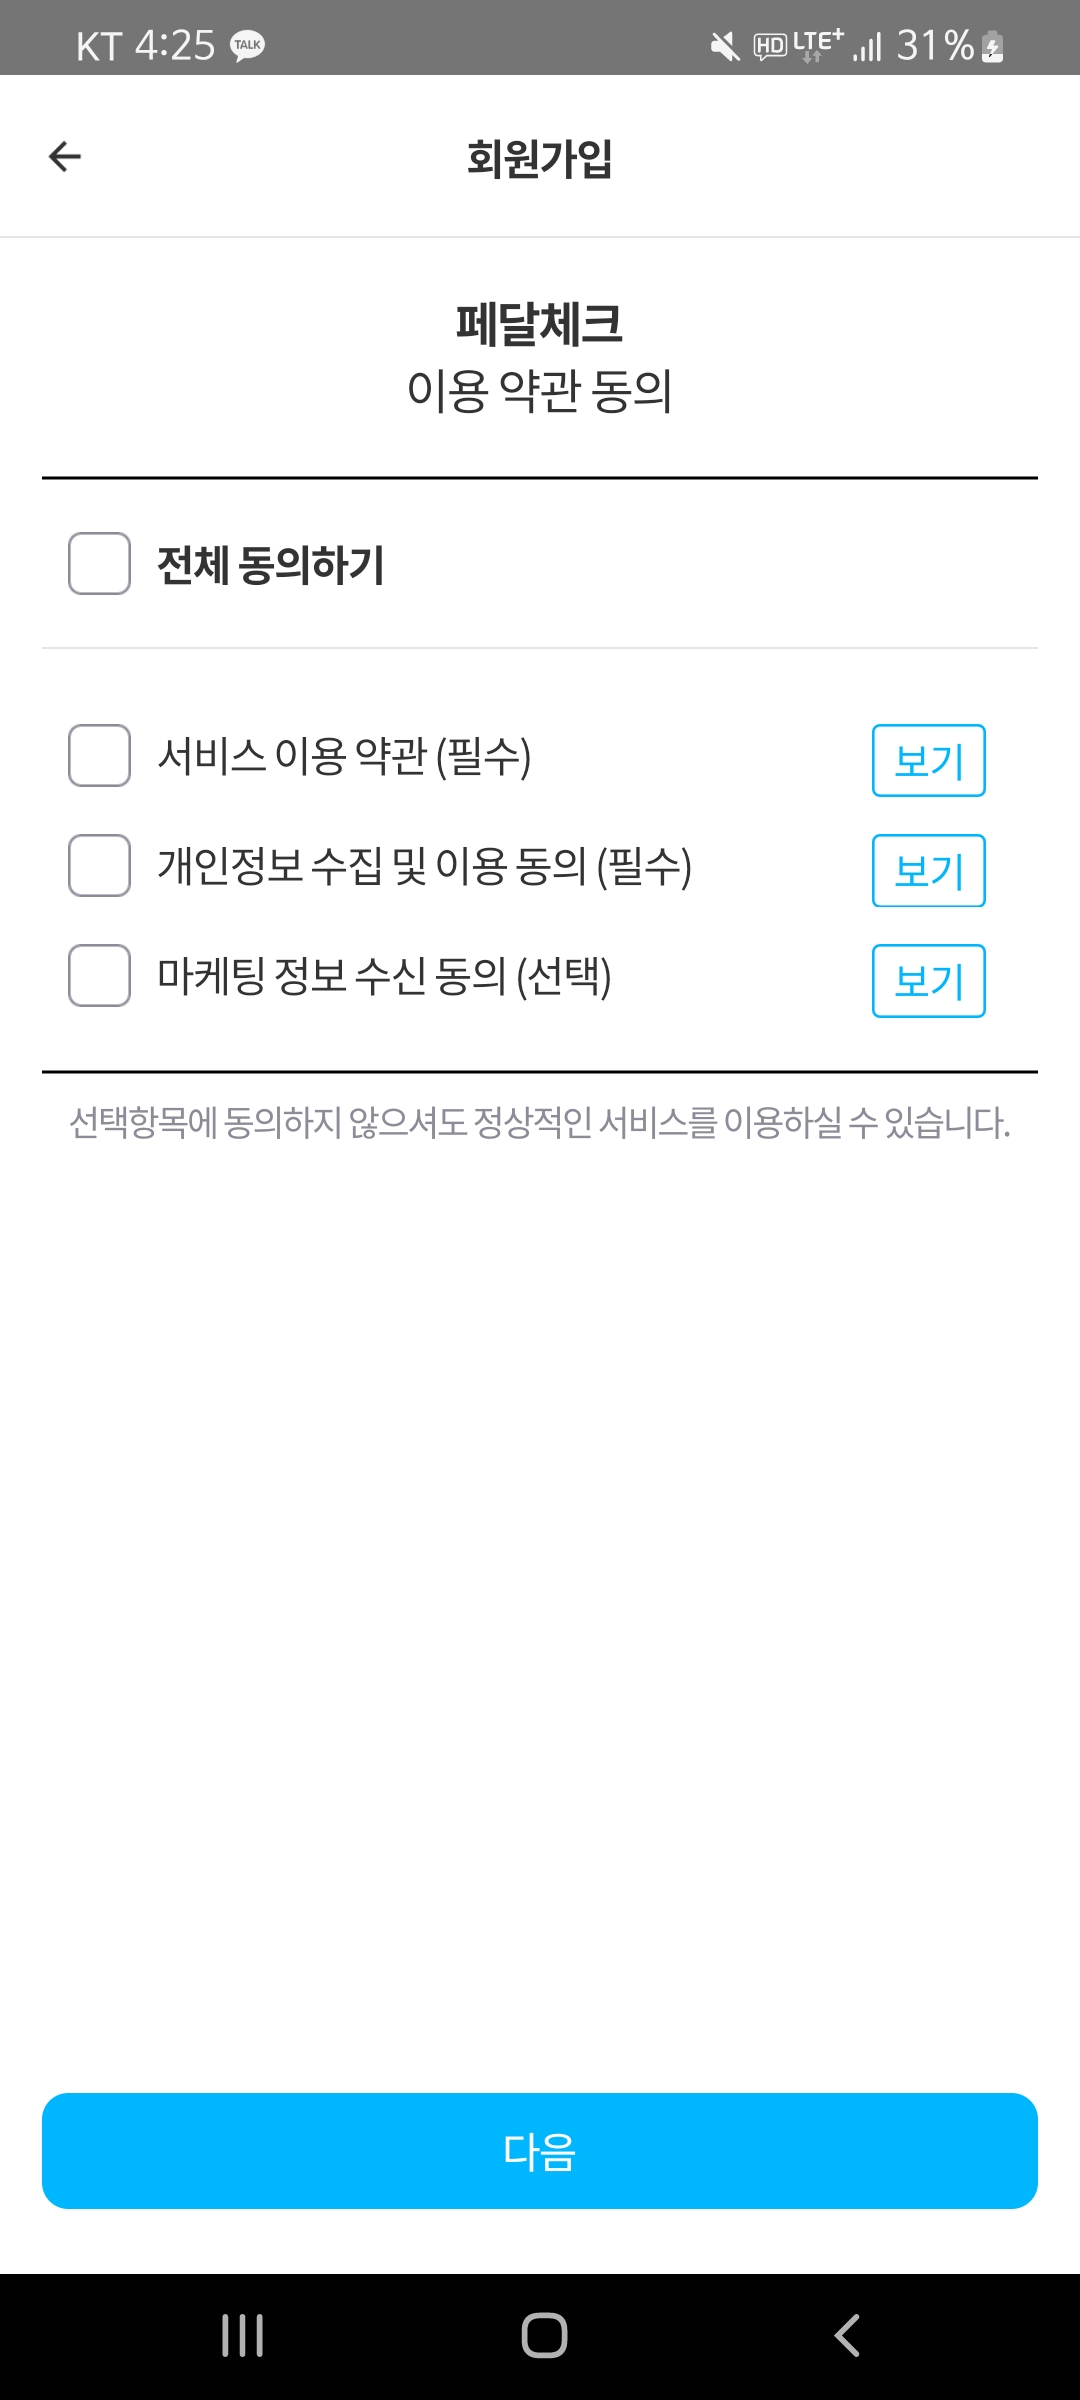 KT 4:25 TALK HD LTE+ 31%
회원가입
페달체크
이용 약관 동의
전체 동의하기
서비스 이용 약관 (필수) 보기
개인정보 수집 및 이용 동의 (필수) 보기
마케팅 정보 수신 동의 (선택) 보기
선택항목에 동의하지 않으셔도 정상적인 서비스를 이용하실 수 있습니다.
다음